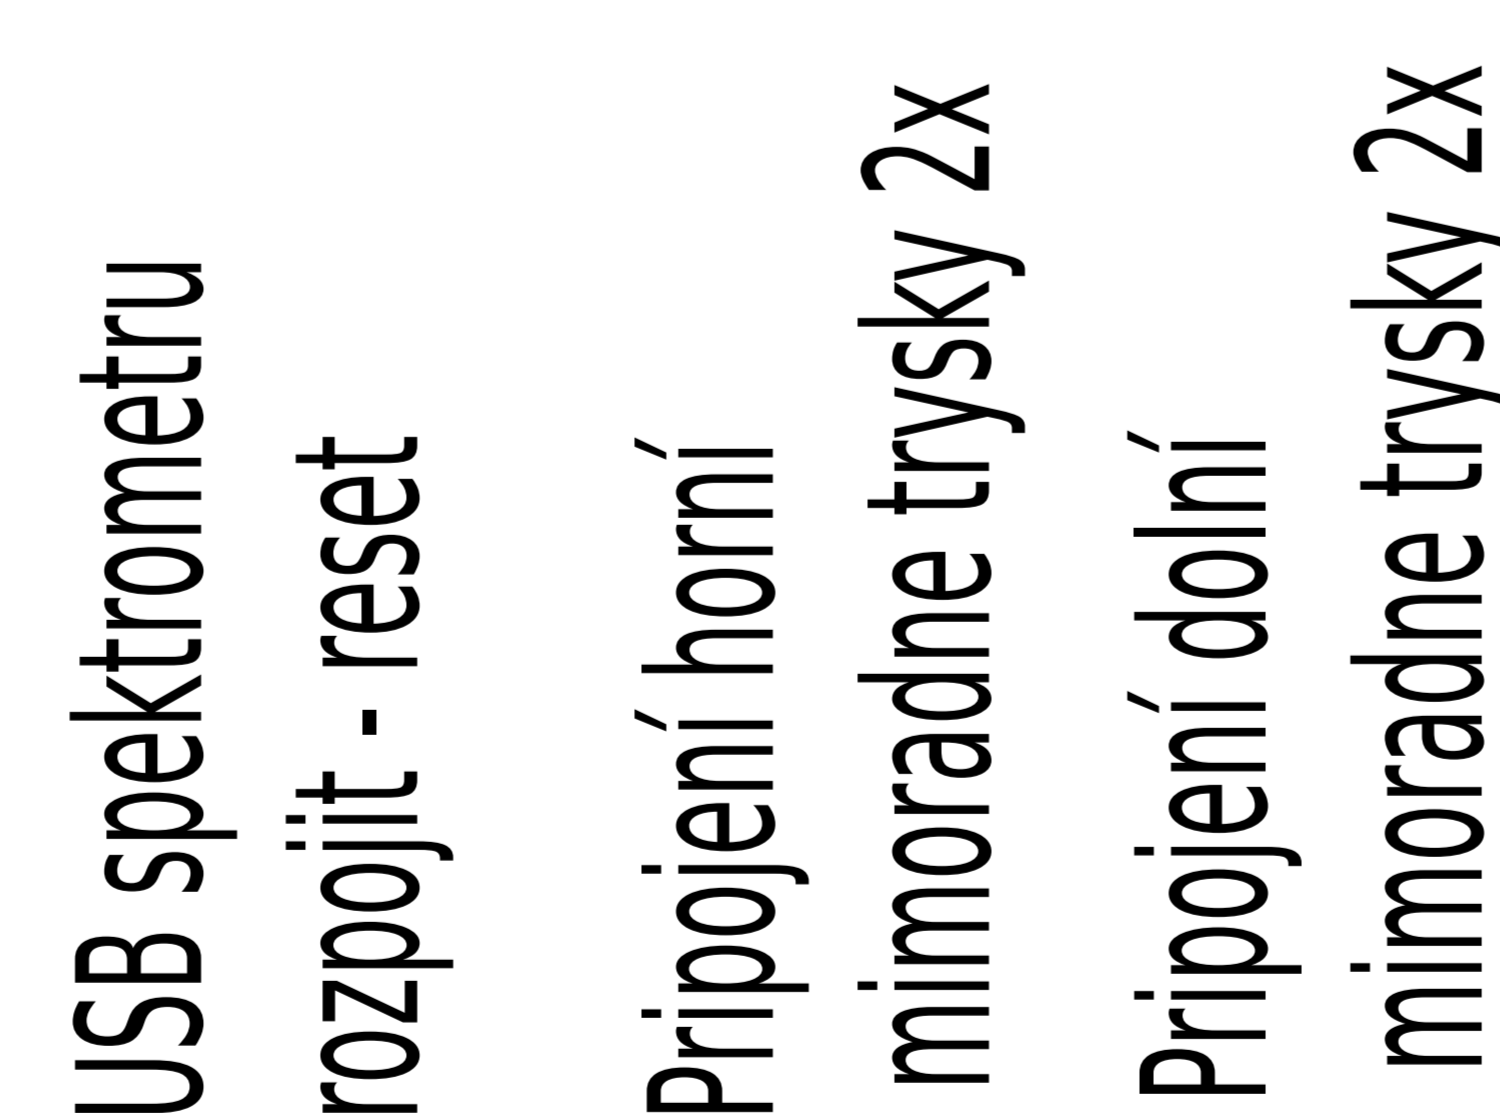 USB spektrometru
rozpojit - reset
Pripojení horní
mimoradne trysky 2x
Pripojení dolní
mimoradne trysky 2x